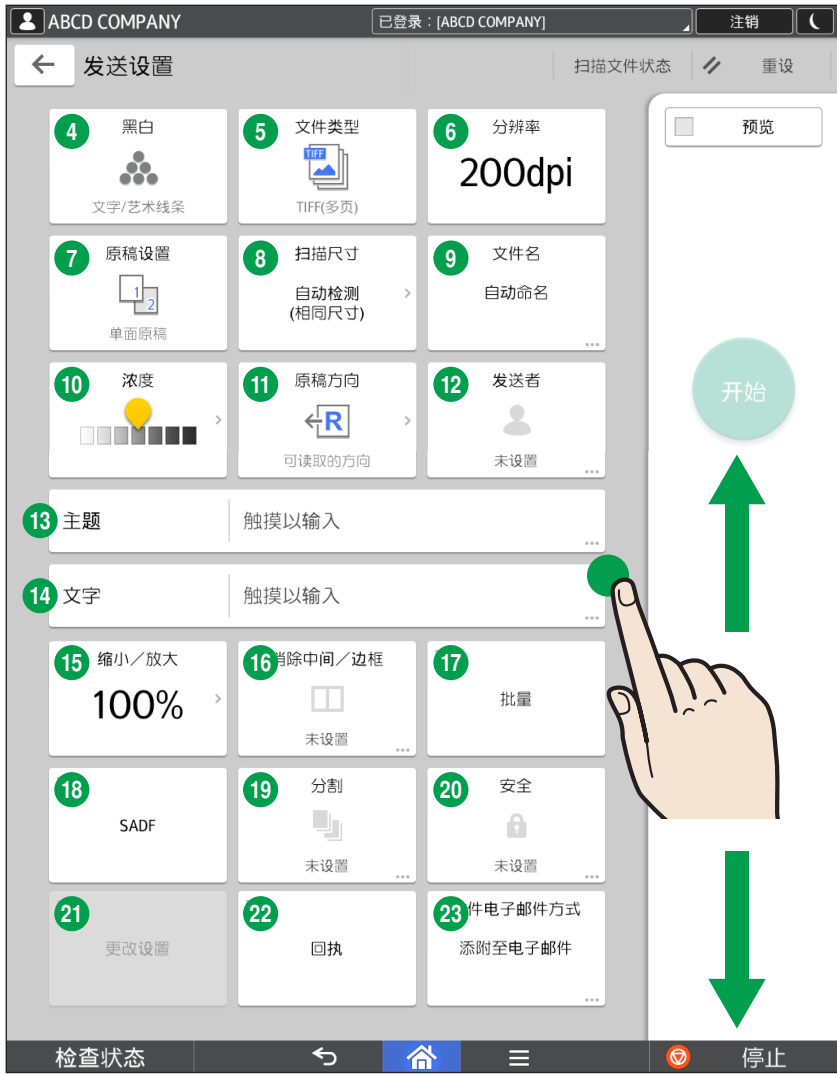 ABCD COMPANY 已登录：[ABCD COMPANY] 注销
发送设置 扫描文件状态 重设
4 黑白 5 文件类型 6 分辨率 预览
TIFF
200dpi
文字/艺术线条 TIFF(多页)
7 原稿设置 8 扫描尺寸 9 文件名
1 自动检测 自动命名
2 (相同尺寸)
单面原稿
10 浓度 11 原稿方向 12 发送者
开始
R
可读取的方向 未设置
13 主题 触摸以输入
14 文字 触摸以输入
15 缩小／放大 16 消除中间／边框 17
100% 批量
未设置
18 19 分割 20 安全
SADF
未设置 未设置
21 22 23 件电子邮件方式
更改设置 回执 添附至电子邮件
检查状态 停止